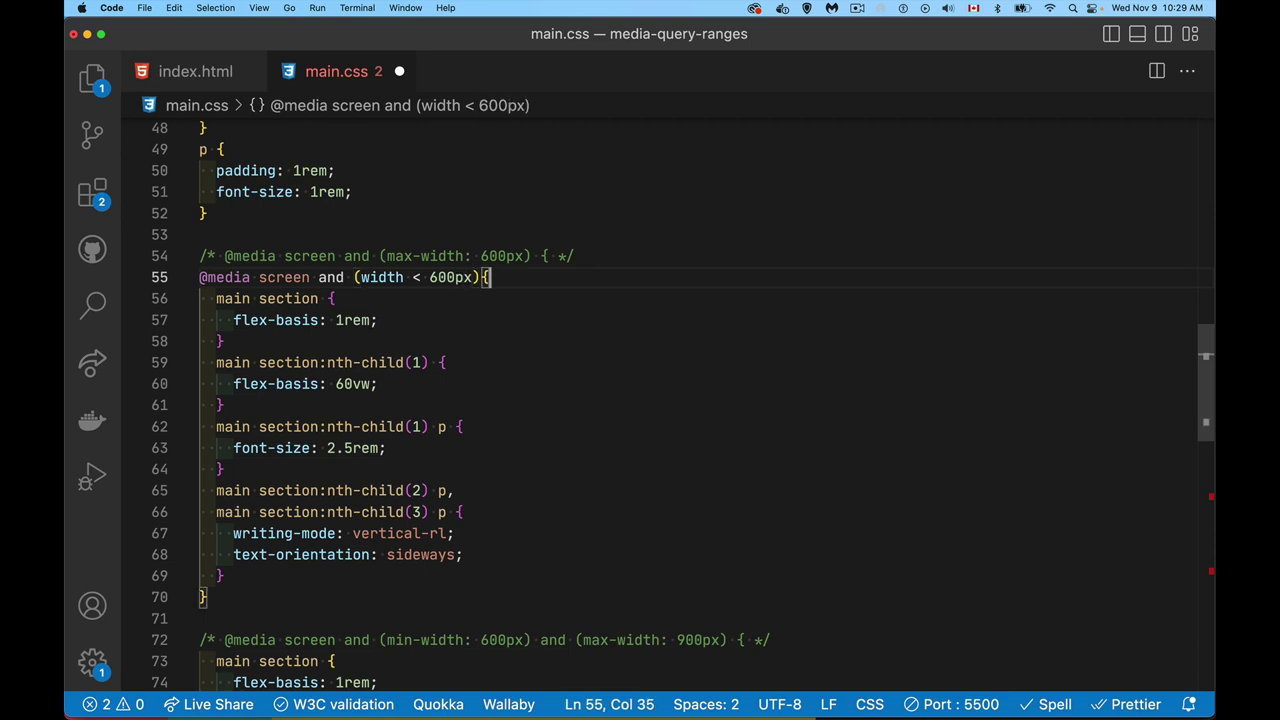 Code File Edit Selection View Go Run Terminal Window Help Wed Nov 9 10:29 AM
main.css — media-query-ranges
index.html main.css 2
main.css > {} @media screen and (width < 600px)
48 }
49 p {
50 padding: 1rem;
51 font-size: 1rem;
52 }
53
54 /* @media screen and (max-width: 600px) { */
55 @media screen and (width < 600px){
56 main section {
57 flex-basis: 1rem;
58 }
59 main section:nth-child(1) {
60 flex-basis: 60vw;
61 }
62 main section:nth-child(1) p {
63 font-size: 2.5rem;
64 }
65 main section:nth-child(2) p,
66 main section:nth-child(3) p {
67 writing-mode: vertical-rl;
68 text-orientation: sideways;
69 }
70 }
71
72 /* @media screen and (min-width: 600px) and (max-width: 900px) { */
73 main section {
74 flex-basis: 1rem;
1
2
1
2 0 Live Share W3C validation Quokka Wallaby Ln 55, Col 35 Spaces: 2 UTF-8 LF CSS Port : 5500 Spell Prettier